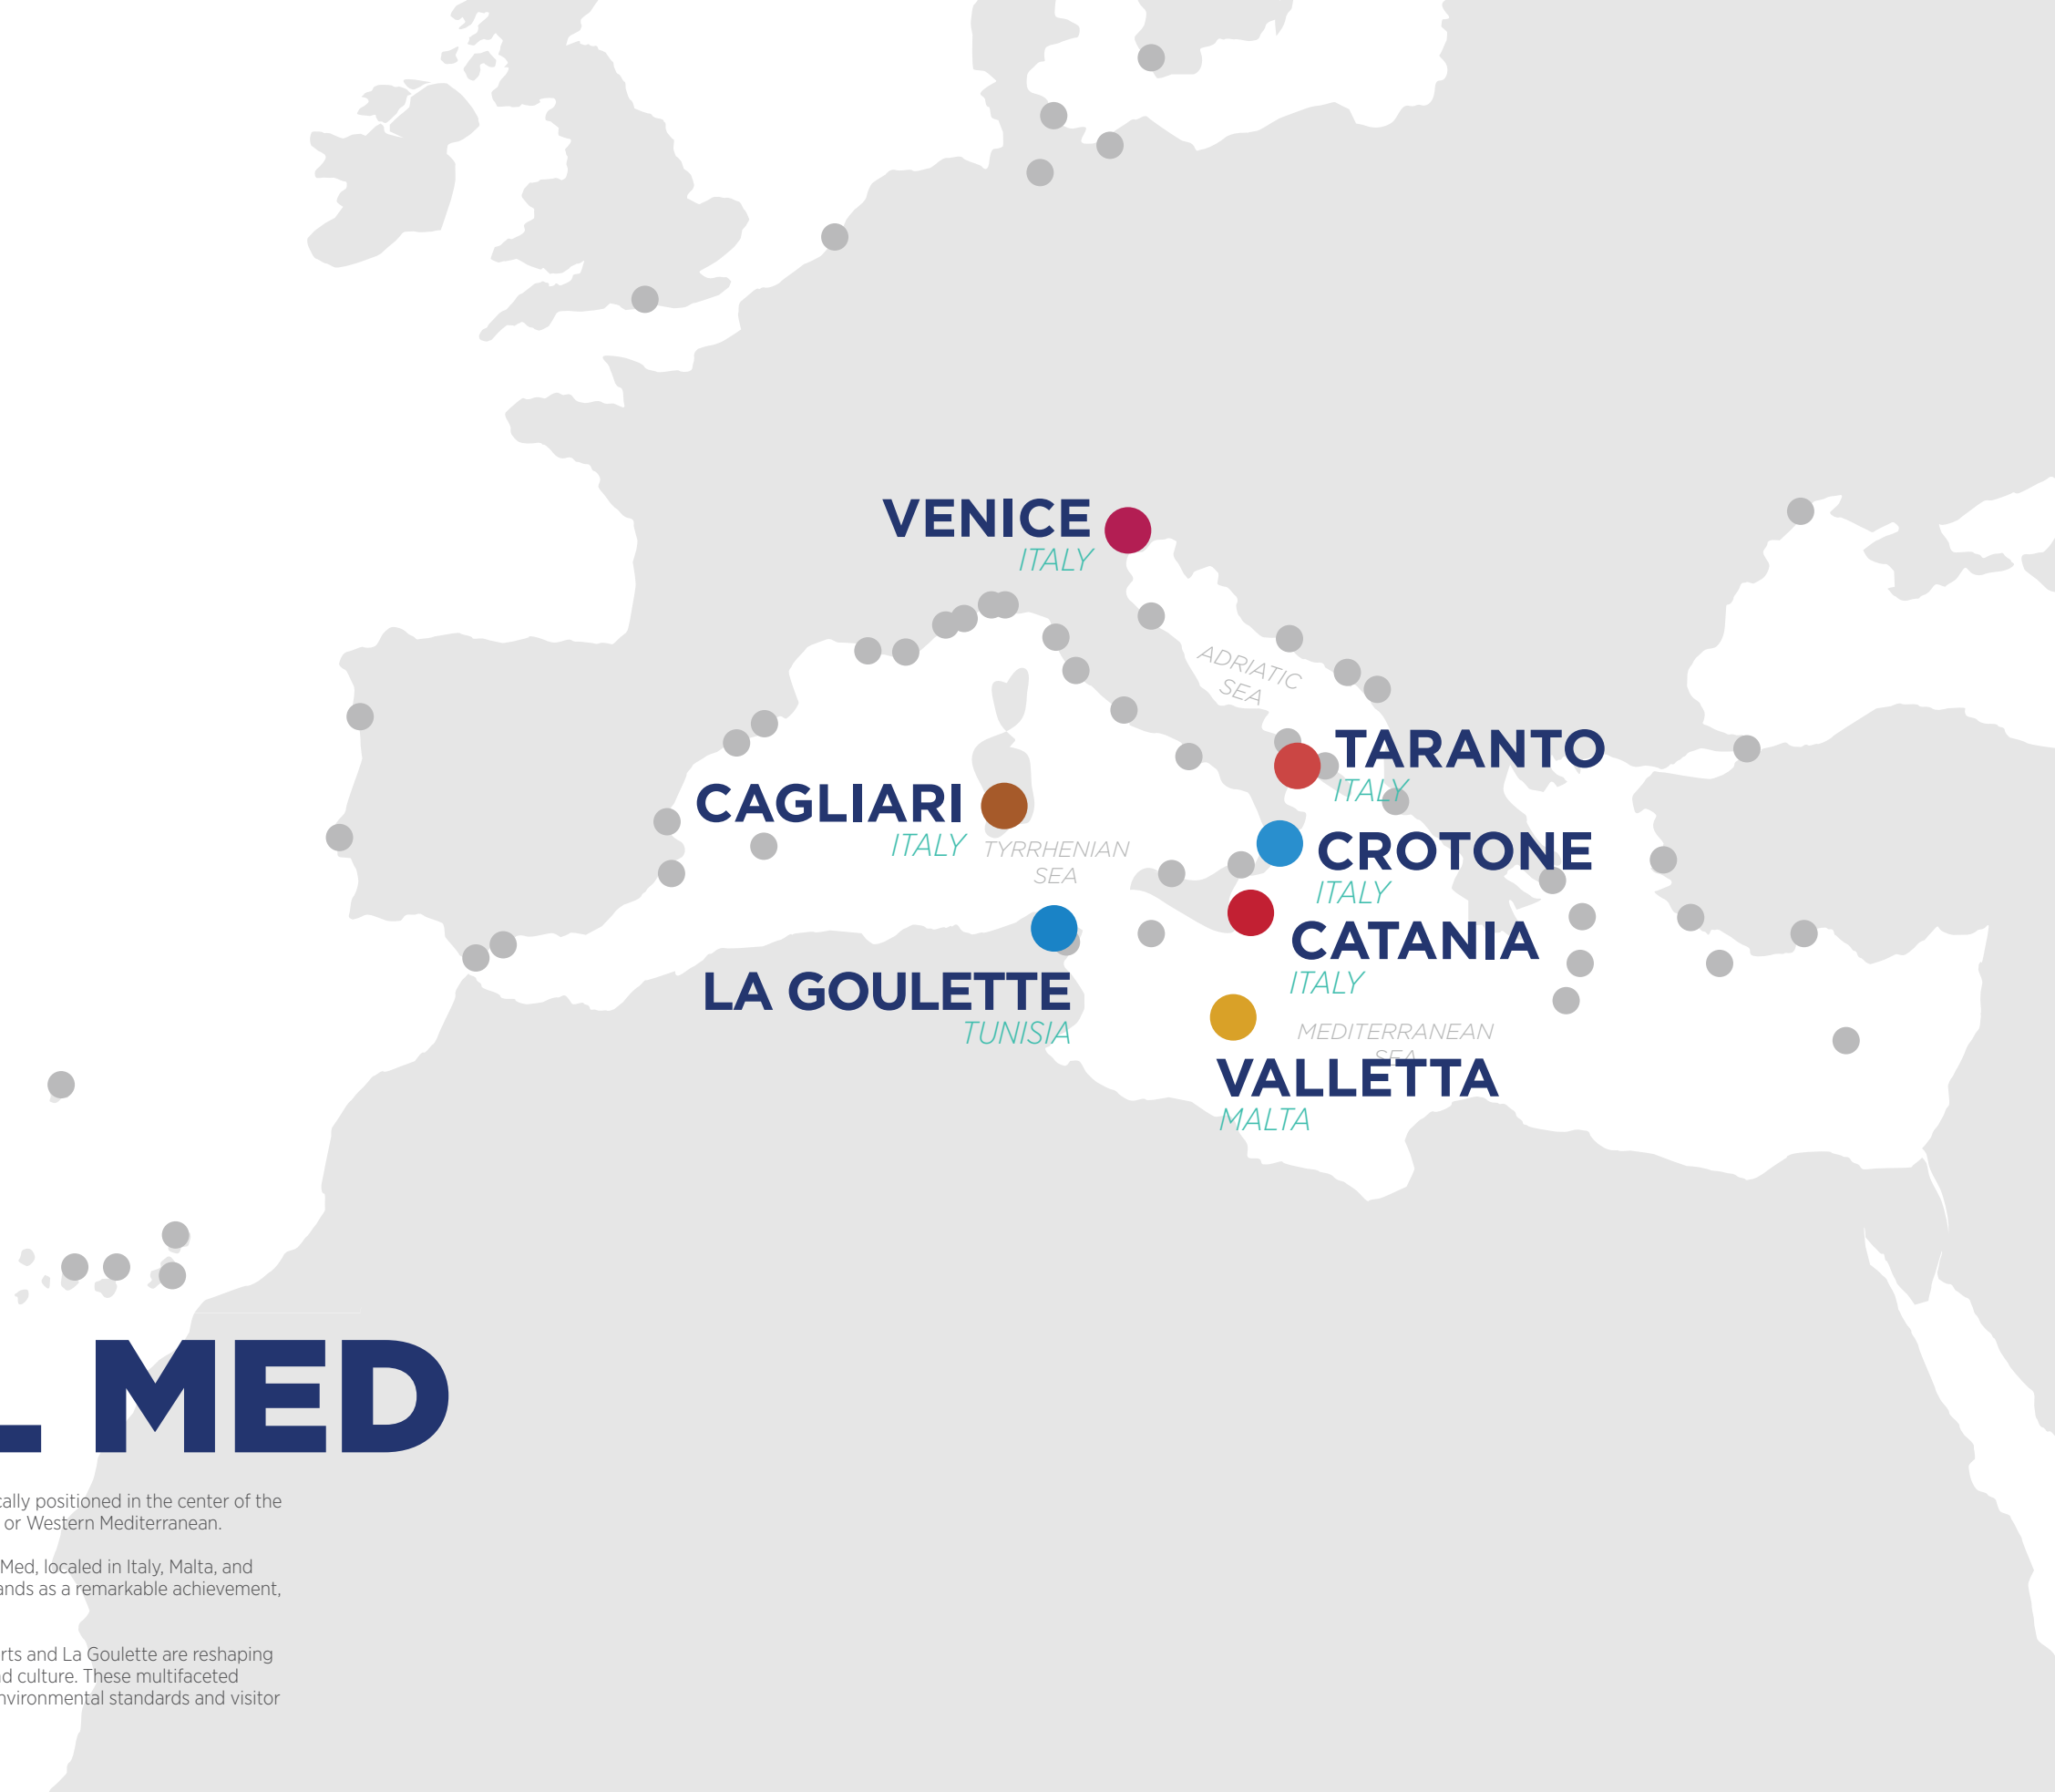 VENICE
ITALY
ADRIATIC
SEA
TARANTO
ITALY
CAGLIARI
ITALY
TYRRHENIAN
SEA
CROTONE
ITALY
CATANIA
ITALY
LA GOULETTE
TUNISIA
MEDITERRANEAN
SEA
VALLETTA
MALTA
L MED
cally positioned in the center of the
or Western Mediterranean.
Med, localed in Italy, Malta, and
ands as a remarkable achievement,
rts and La Goulette are reshaping
d culture. These multifaceted
nvironmental standards and visitor